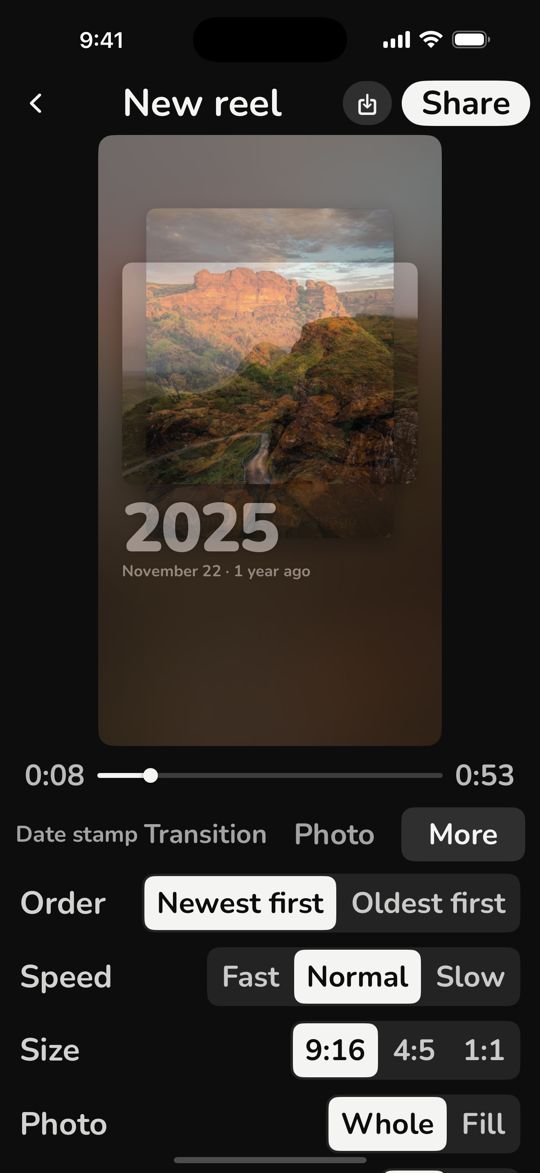 9:41
New reel
Share
2025
November 22 · 1 year ago
0:08
0:53
Date stamp Transition Photo More
Order Newest first Oldest first
Speed Fast Normal Slow
Size 9:16 4:5 1:1
Photo Whole Fill